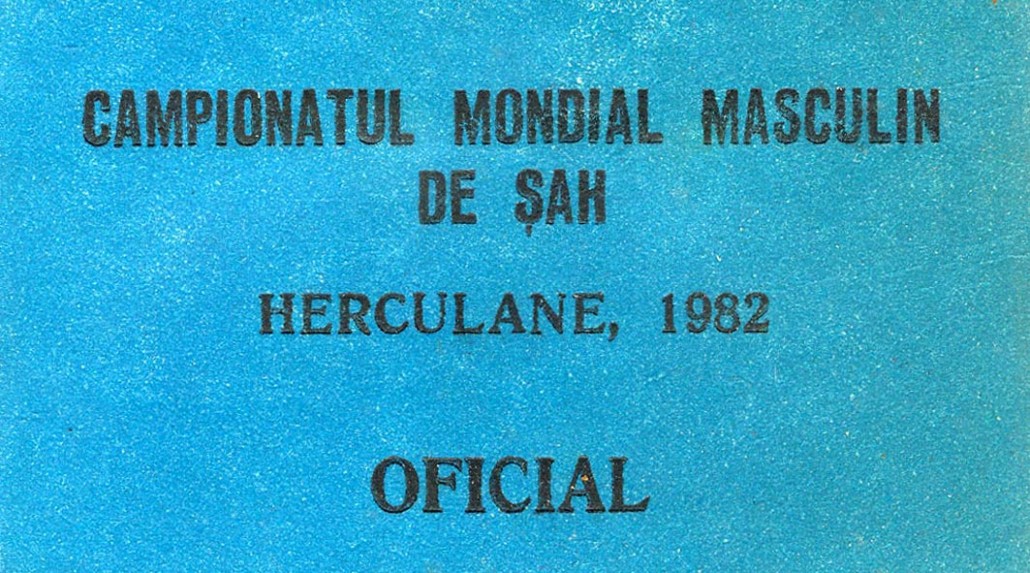 CAMPIONATUL MONDIAL MASCULIN
DE ȘAH
HERCULANE, 1982
OFICIAL